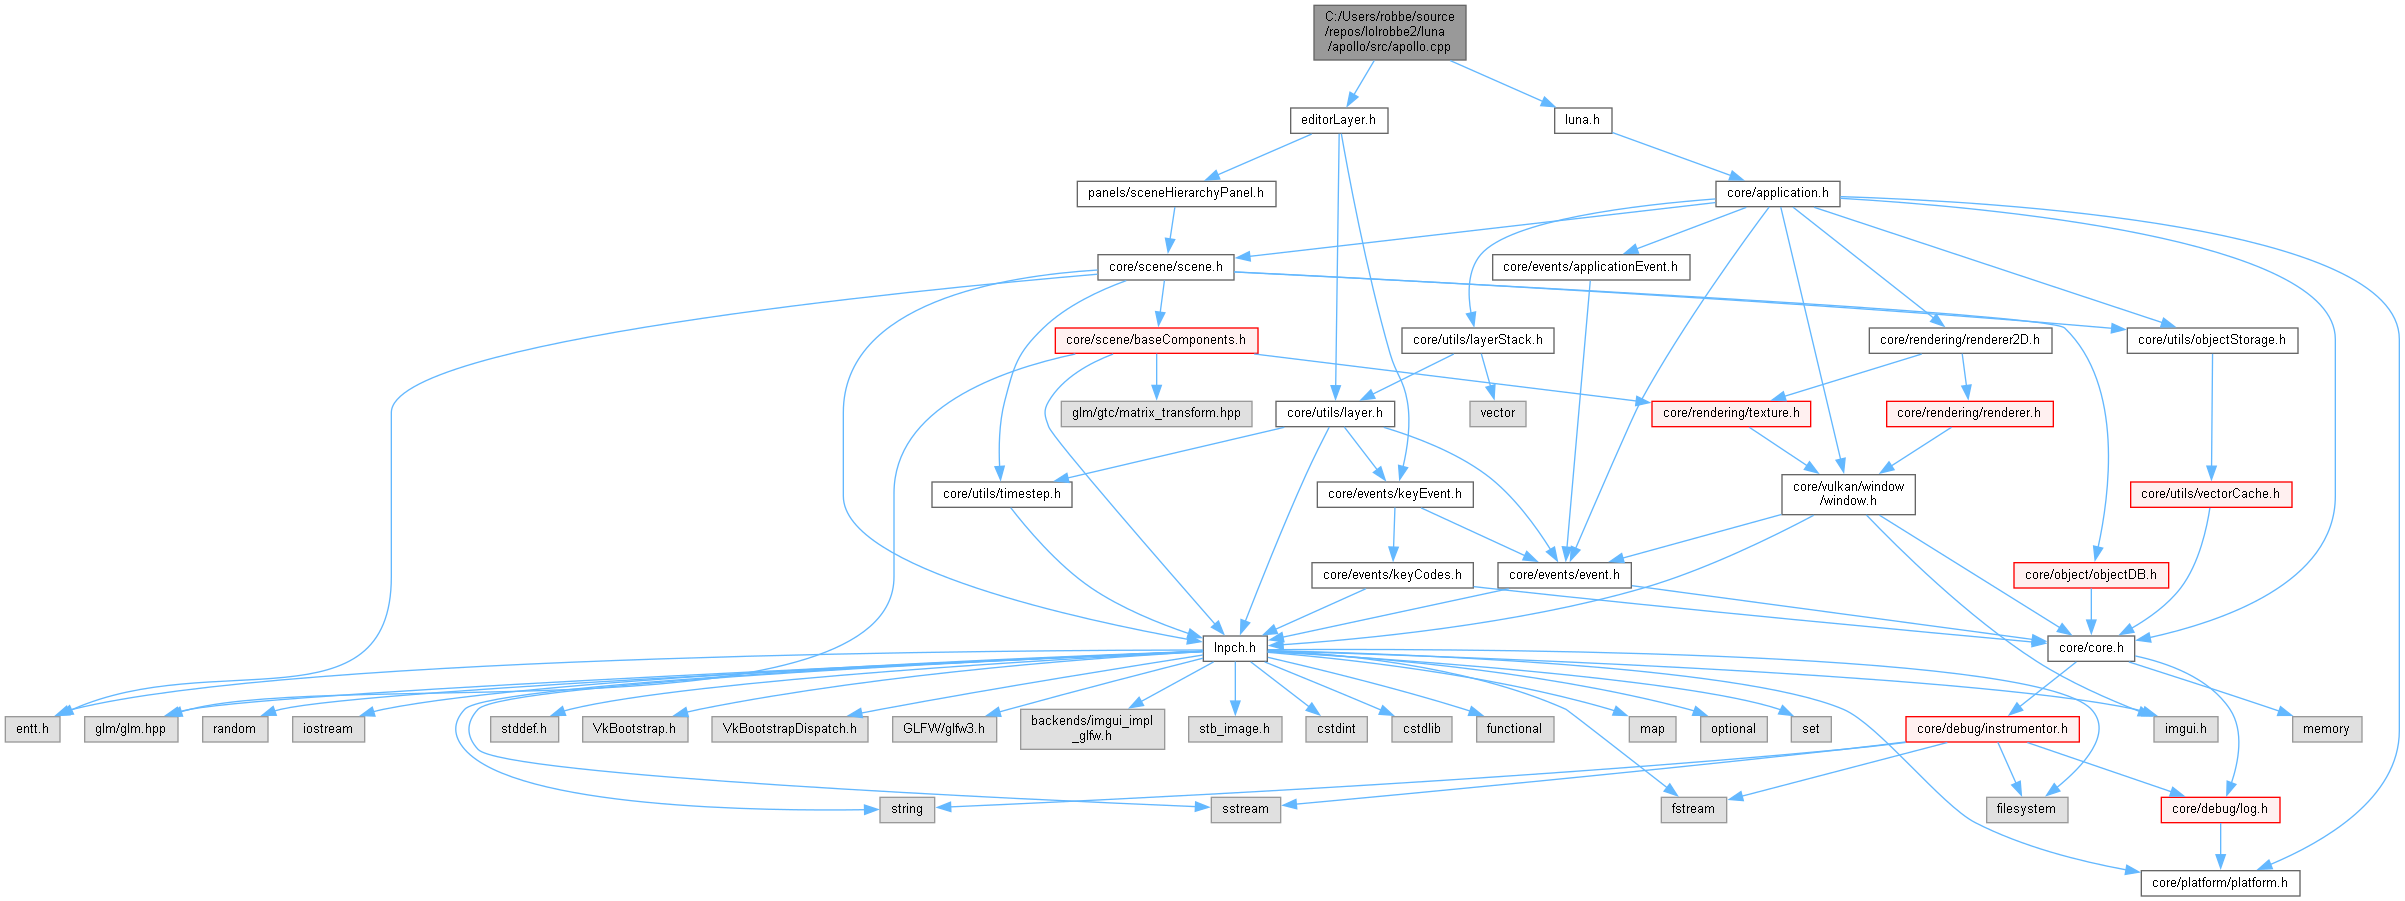 C:/Users/robbe/source
/repos/lolrobbe2/luna
/apollo/src/apollo.cpp
editorLayer.h
luna.h
panels/sceneHierarchyPanel.h
core/application.h
core/scene/scene.h
core/events/applicationEvent.h
core/scene/baseComponents.h
core/utils/layerStack.h
core/rendering/renderer2D.h
core/utils/objectStorage.h
glm/gtc/matrix_transform.hpp
core/utils/layer.h
vector
core/rendering/texture.h
core/rendering/renderer.h
core/utils/timestep.h
core/events/keyEvent.h
core/vulkan/window
/window.h
core/utils/vectorCache.h
core/events/keyCodes.h
core/events/event.h
core/object/objectDB.h
lnpch.h
core/core.h
entt.h
glm/glm.hpp
random
iostream
stddef.h
VkBootstrap.h
VkBootstrapDispatch.h
GLFW/glfw3.h
backends/imgui_impl
_glfw.h
stb_image.h
cstdint
cstdlib
functional
map
optional
set
core/debug/instrumentor.h
imgui.h
memory
string
sstream
fstream
filesystem
core/debug/log.h
core/platform/platform.h